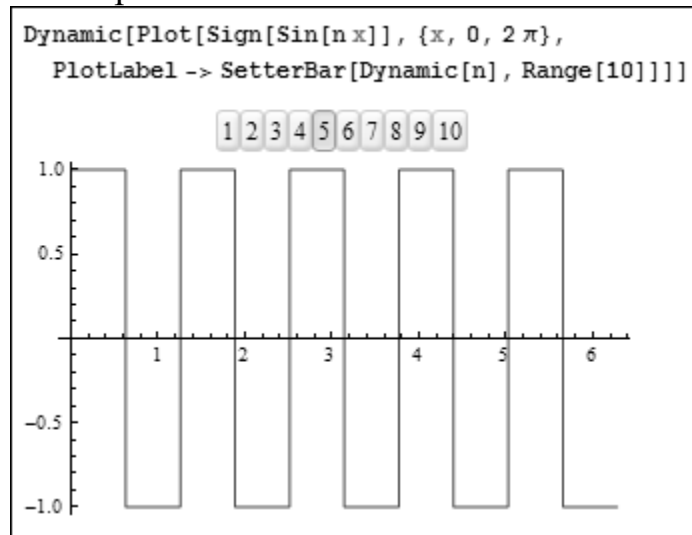 Dynamic[Plot[Sign[Sin[n x]], {x, 0, 2 π},
PlotLabel -> SetterBar[Dynamic[n], Range[10]]]]
1 2 3 4 5 6 7 8 9 10
1.0
0.5
1 2 3 4 5 6
−0.5
−1.0